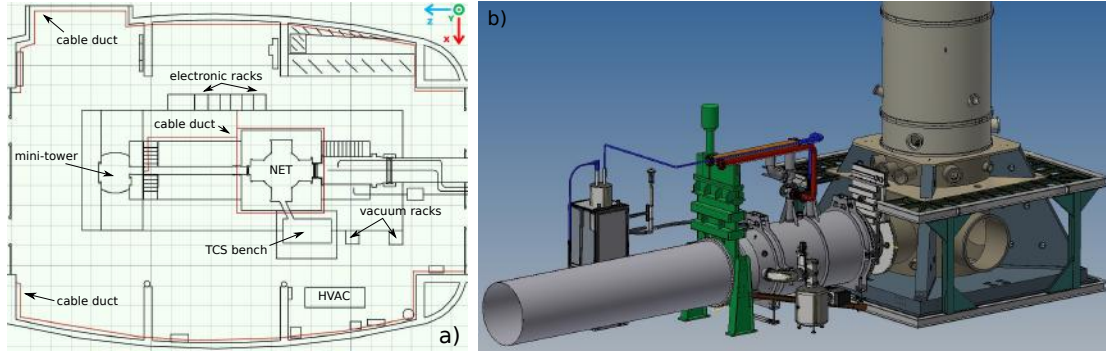 cable duct
Z
Y
X
electronic racks
cable duct
mini-tower
NET
vacuum racks
TCS bench
cable duct
HVAC
a)
b)